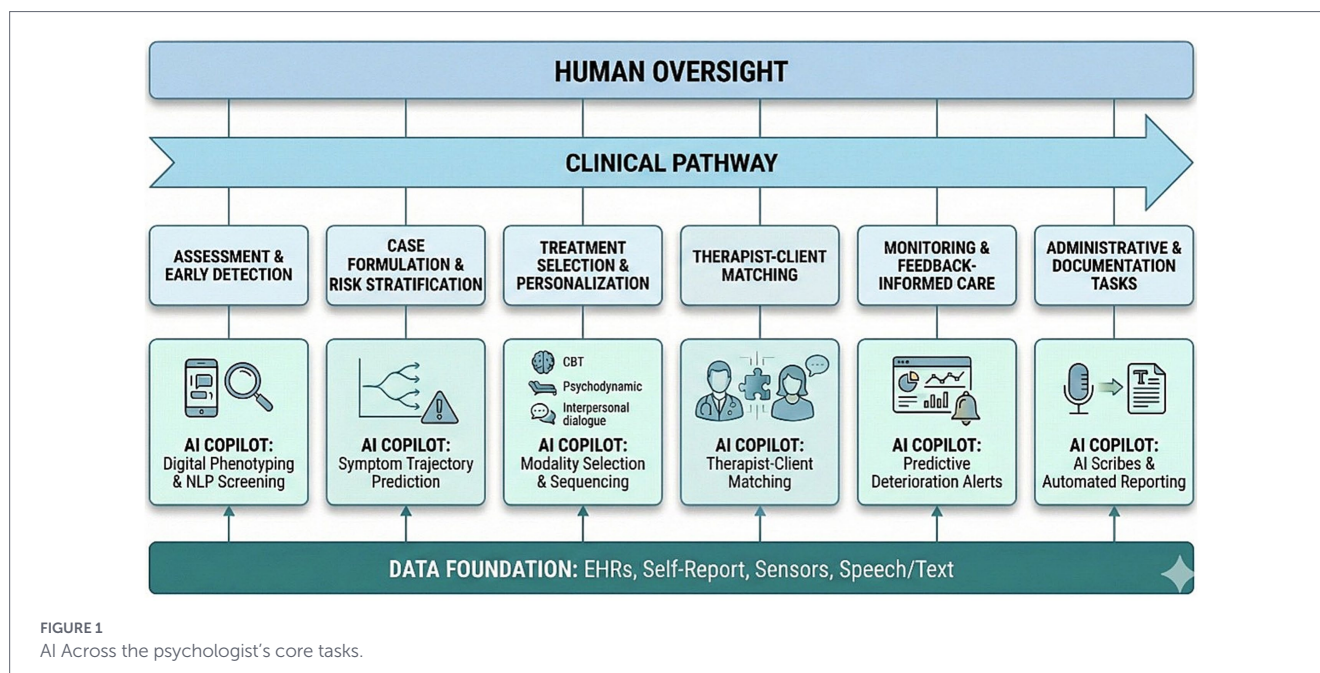 HUMAN OVERSIGHT
CLINICAL PATHWAY
ASSESSMENT &
EARLY DETECTION
CASE
FORMULATION &
RISK STRATIFICATION
TREATMENT
SELECTION &
PERSONALIZATION
THERAPIST-CLIENT
MATCHING
MONITORING &
FEEDBACK-
INFORMED CARE
ADMINISTRATIVE &
DOCUMENTATION
TASKS
AI COPILOT:
Digital Phenotyping
& NLP Screening
AI COPILOT:
Symptom Trajectory
Prediction
CBT
Psychodynamic
Interpersonal
dialogue
AI COPILOT:
Modality Selection
& Sequencing
AI COPILOT:
Therapist-Client
Matching
AI COPILOT:
Predictive
Deterioration Alerts
T
AI COPILOT:
AI Scribes &
Automated Reporting
DATA FOUNDATION: EHRs, Self-Report, Sensors, Speech/Text
FIGURE 1
AI Across the psychologist's core tasks.